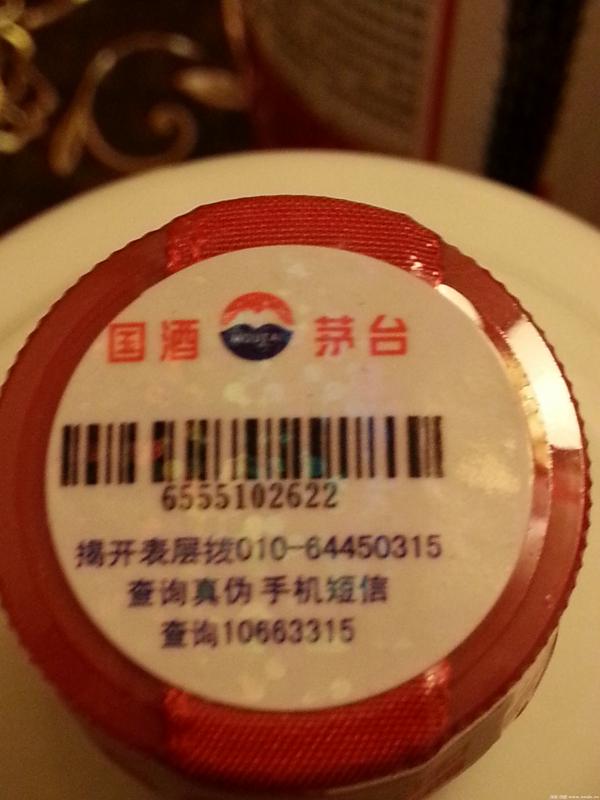 国酒 茅台
6555102622
揭开表层拨010-64450315
查询真伪 手机短信
查询10663315